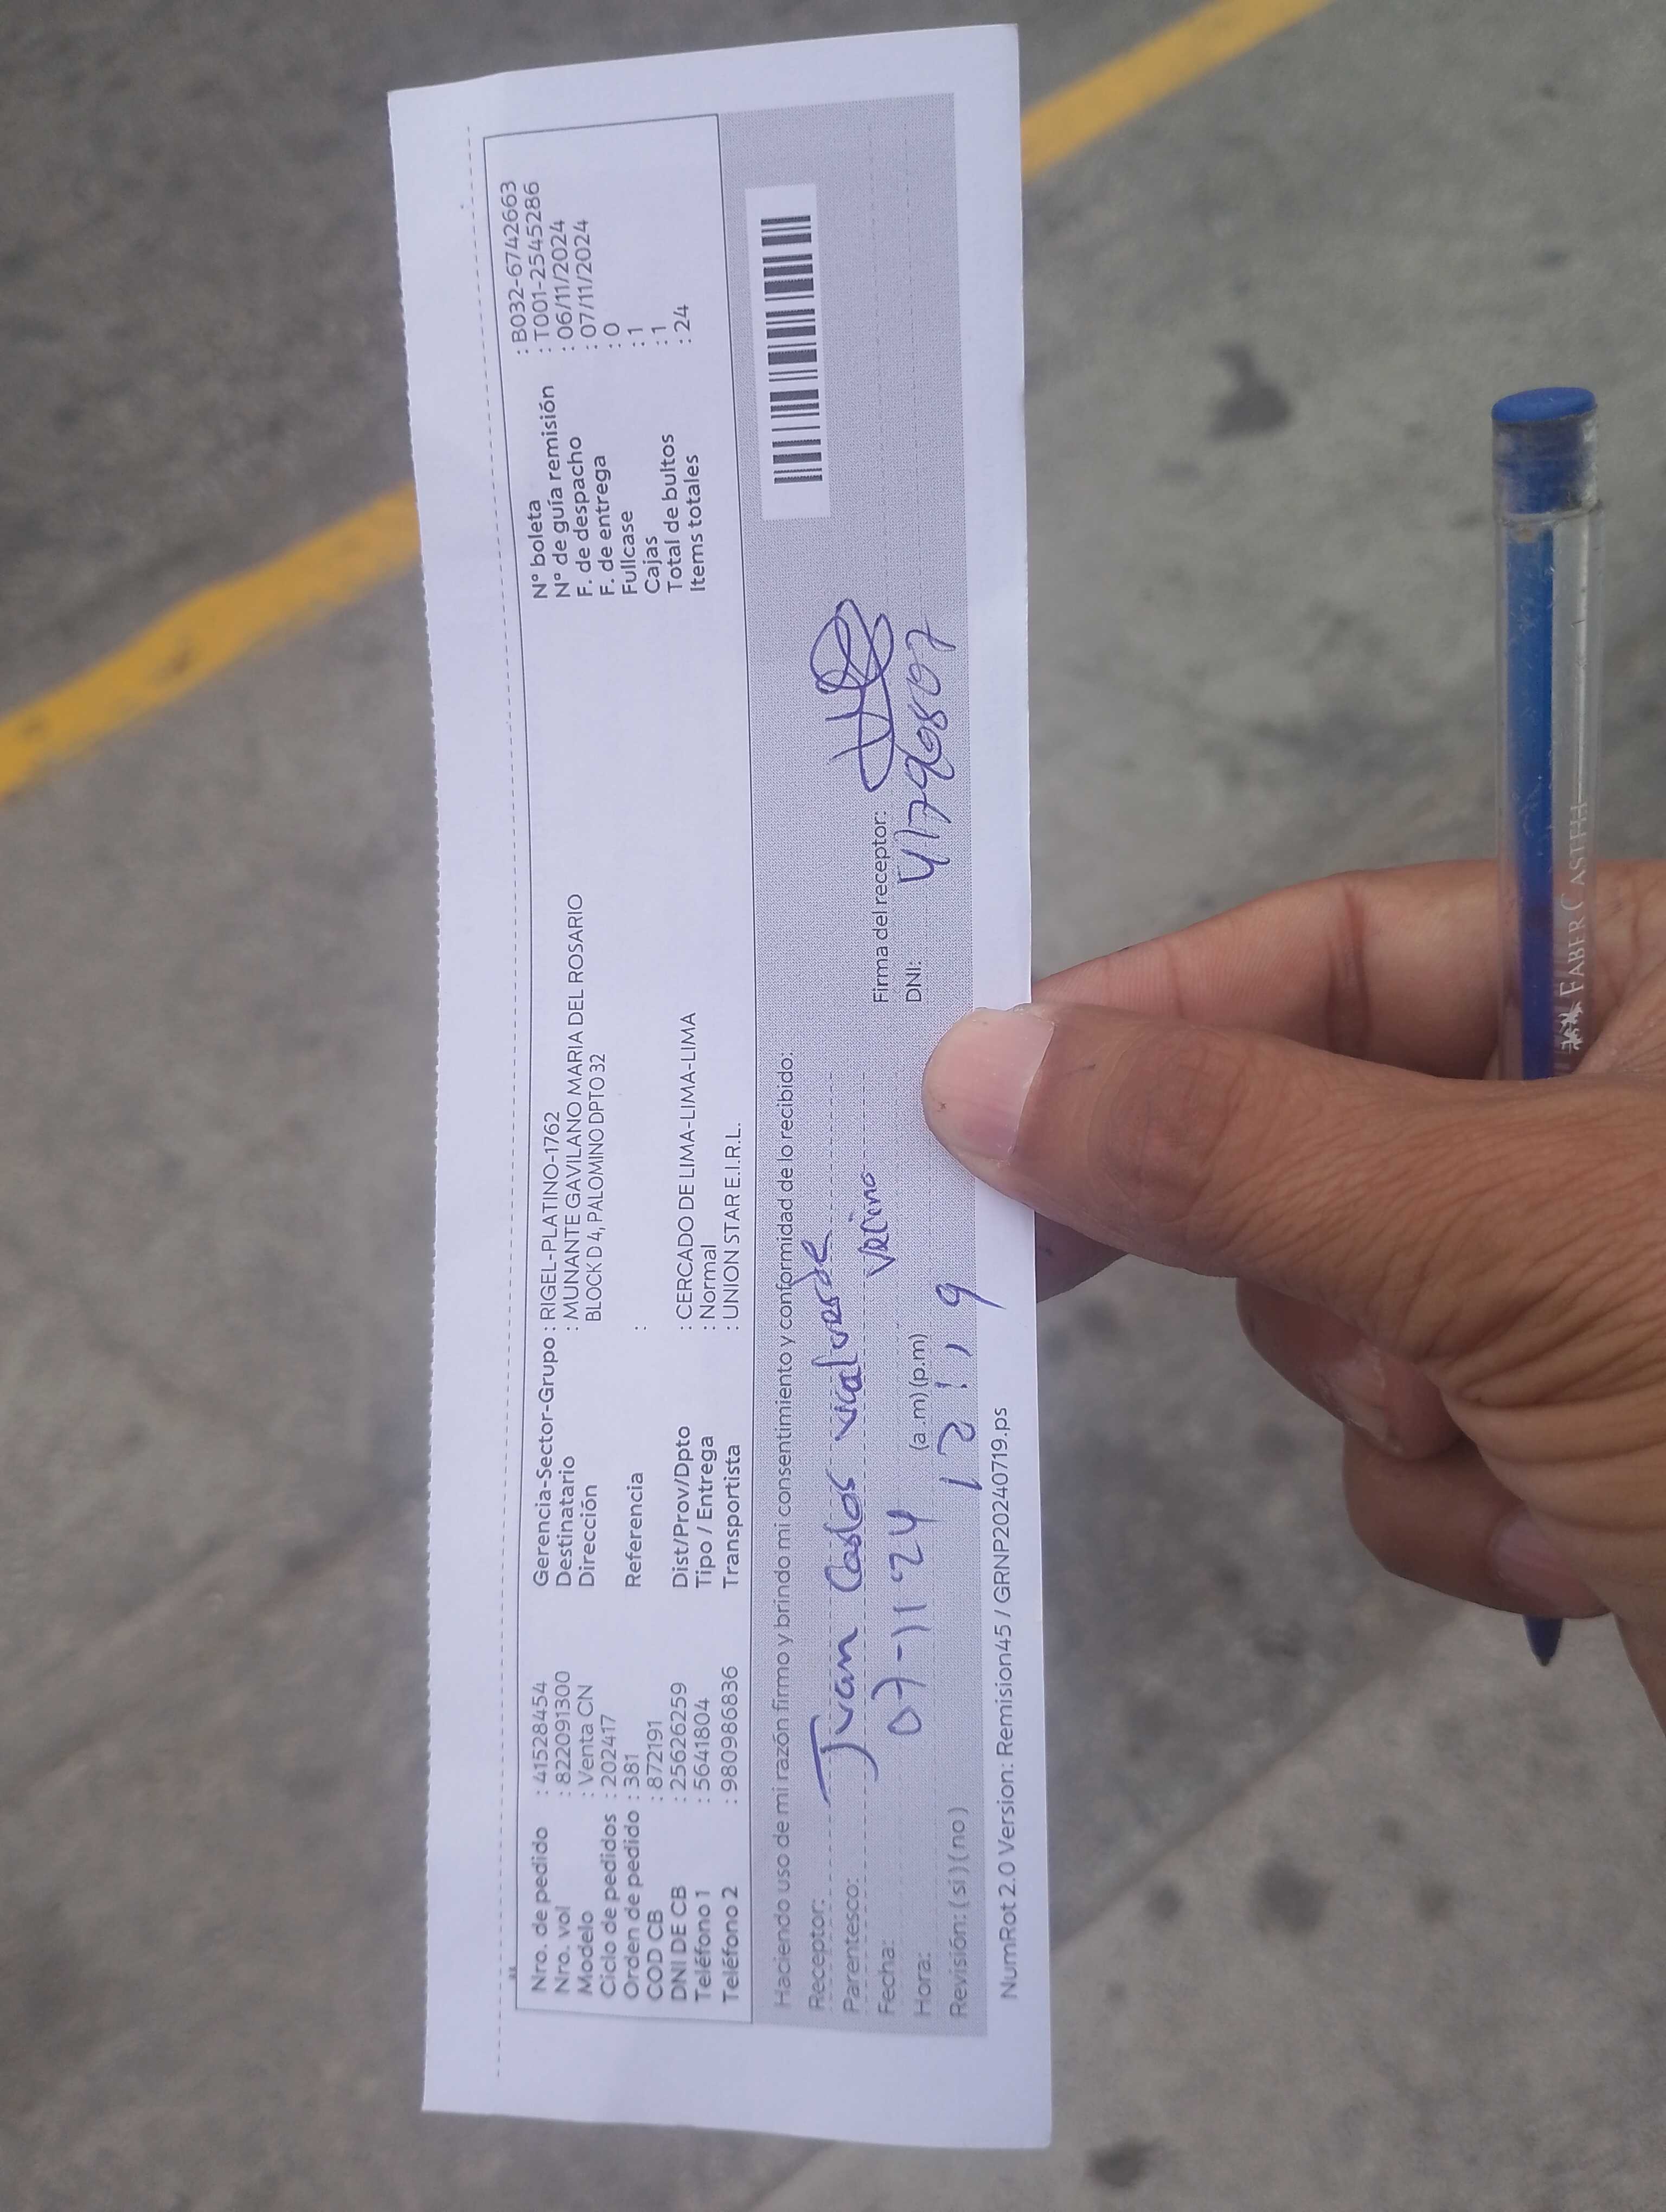 Nro. de pedido : 41528454
Nro. vol : 822091300
Modelo : Venta CN
Ciclo de pedidos : 202417
Orden de pedido : 381
COD CB : 872191
DNI DE CB : 25626259
Teléfono 1 : 5641804
Teléfono 2 : 980986836
Gerencia-Sector-Grupo : RIGEL-PLATINO-1762
Destinatario : MUNANTE GAVILANO MARIA DEL ROSARIO
Dirección BLOCK D 4, PALOMINO DPTO 32
Referencia :
Dist/Prov/Dpto : CERCADO DE LIMA-LIMA-LIMA
Tipo / Entrega : Normal
Transportista : UNION STAR E.I.R.L.
N° boleta : B032-6742663
N° de guía remisión : T001-2545286
F. de despacho : 06/11/2024
F. de entrega : 07/11/2024
Fullcase : 0
Cajas : 1
Total de bultos : 1
Items totales : 24
Haciendo uso de mi razón firmo y brindo mi consentimiento y conformidad de lo recibido:
Receptor: Juan Carlos
Parentesco: vecino
Fecha: 07-11-24
Hora: (a.m) (p.m)
Revisión: ( si ) ( no )
Firma del receptor:
DNI:
NumRot 2.0 Version: Remision45 / GRNP20240719.ps
FABER CASTELL